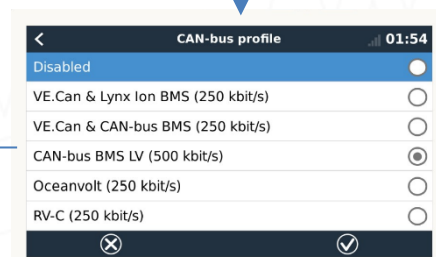 CAN-bus profile 01:54
Disabled
VE.Can & Lynx Ion BMS (250 kbit/s)
VE.Can & CAN-bus BMS (250 kbit/s)
CAN-bus BMS LV (500 kbit/s)
Oceanvolt (250 kbit/s)
RV-C (250 kbit/s)